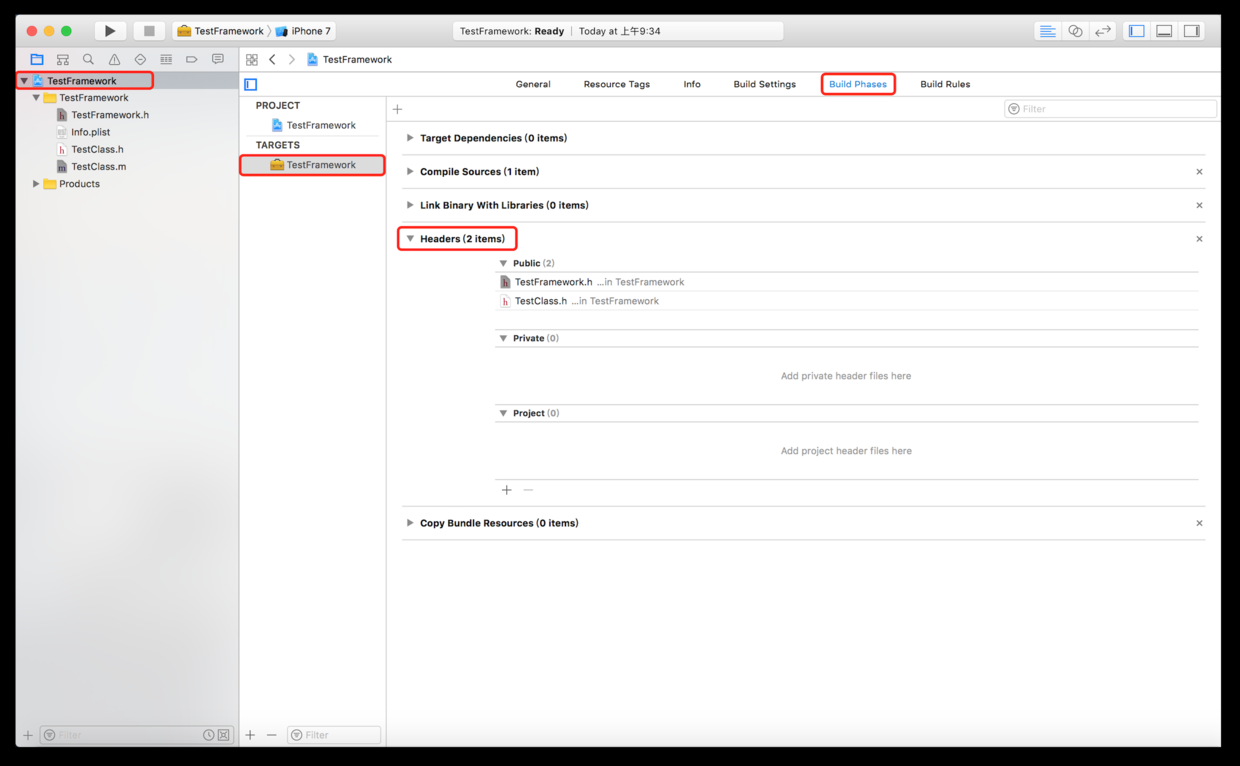 TestFramework iPhone 7
TestFramework: Ready | Today at 上午9:34
TestFramework
TestFramework
TestFramework
TestFramework.h
Info.plist
TestClass.h
TestClass.m
Products
Filter
General Resource Tags Info Build Settings Build Phases Build Rules
PROJECT
TestFramework
TARGETS
TestFramework
Filter
Filter
Target Dependencies (0 items)
Compile Sources (1 item)
Link Binary With Libraries (0 items)
Headers (2 items)
Public (2)
TestFramework.h ...in TestFramework
TestClass.h ...in TestFramework
Private (0)
Add private header files here
Project (0)
Add project header files here
Copy Bundle Resources (0 items)